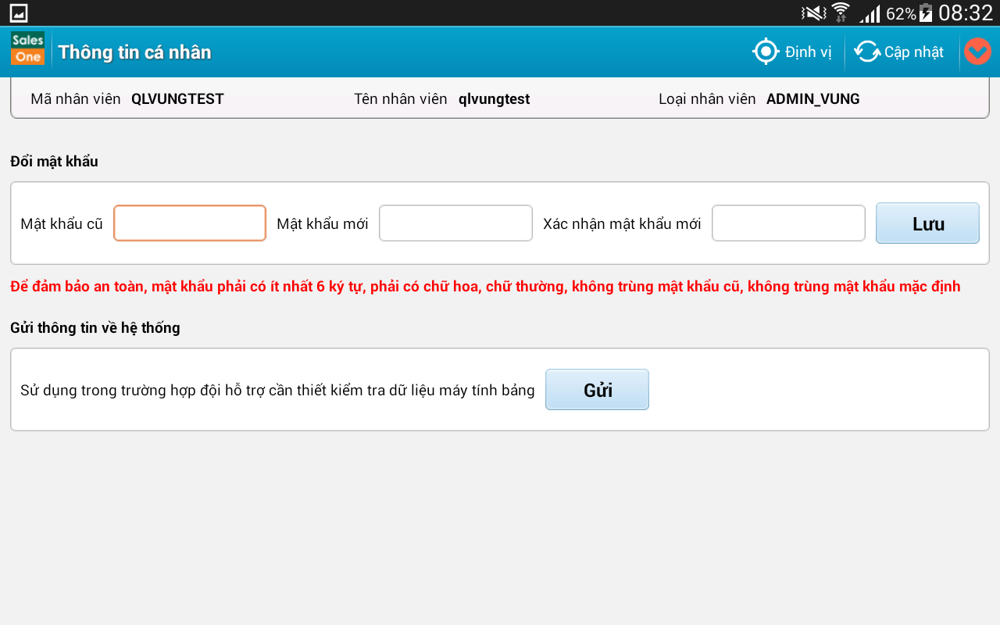 62% 08:32
Sales One Thông tin cá nhân Định vị Cập nhật
Mã nhân viên QLVUNGTEST Tên nhân viên qlvungtest Loại nhân viên ADMIN_VUNG
Đổi mật khẩu
Mật khẩu cũ Mật khẩu mới Xác nhận mật khẩu mới Lưu
Để đảm bảo an toàn, mật khẩu phải có ít nhất 6 ký tự, phải có chữ hoa, chữ thường, không trùng mật khẩu cũ, không trùng mật khẩu mặc định
Gửi thông tin về hệ thống
Sử dụng trong trường hợp đội hỗ trợ cần thiết kiểm tra dữ liệu máy tính bảng Gửi